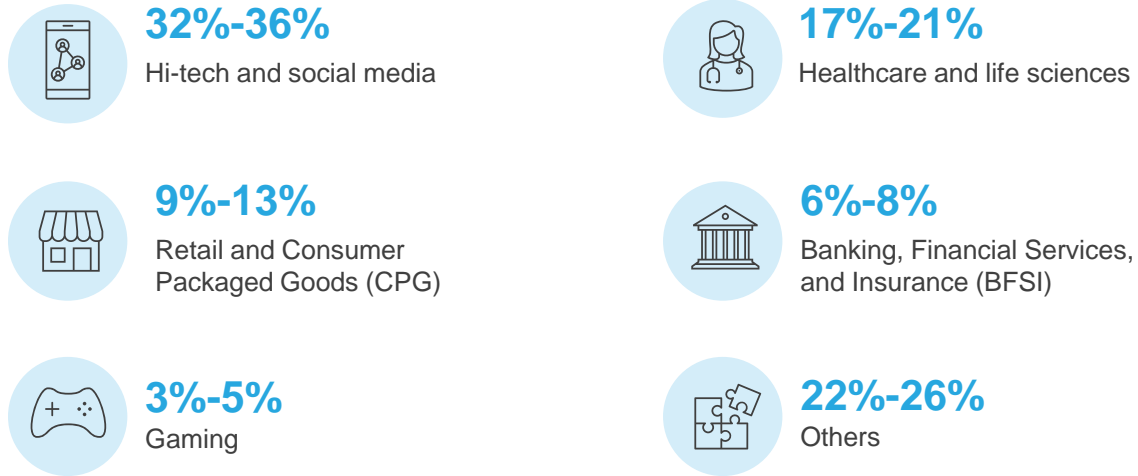 32%-36%
Hi-tech and social media
17%-21%
Healthcare and life sciences
9%-13%
Retail and Consumer
Packaged Goods (CPG)
6%-8%
Banking, Financial Services,
and Insurance (BFSI)
3%-5%
Gaming
22%-26%
Others